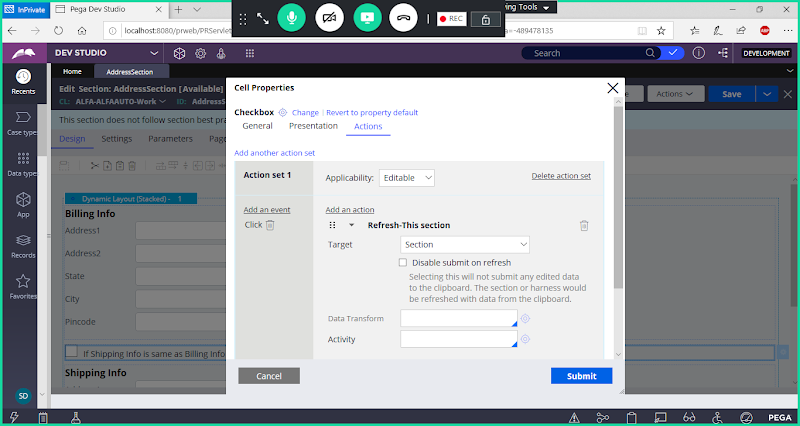 InPrivate
Pega Dev Studio
ving Tools
REC
localhost:8080/prweb/PRServlet
a=-489478135
ABP
DEV STUDIO
Search
DEVELOPMENT
Home
AddressSection
Recents
Edit Section: AddressSection [Available]
CL: ALFA-ALFAAUTO-Work
ID: AddressS
Actions
Save
This section does not follow section best pra
Design
Settings
Parameters
Page
Case types
Data types
App
Records
Favorites
SD
Dynamic Layout (Stacked) - 1
Billing Info
Address1
Address2
State
City
Pincode
If Shipping Info is same as Billing Info
Shipping Info
Cell Properties
Checkbox
Change | Revert to property default
General
Presentation
Actions
Add another action set
Action set 1
Applicability:
Editable
Delete action set
Add an event
Add an action
Click
Refresh-This section
Target
Section
Disable submit on refresh
Selecting this will not submit any edited data
to the clipboard. The section or harness would
be refreshed with data from the clipboard.
Data Transform
Activity
Cancel
Submit
PEGA